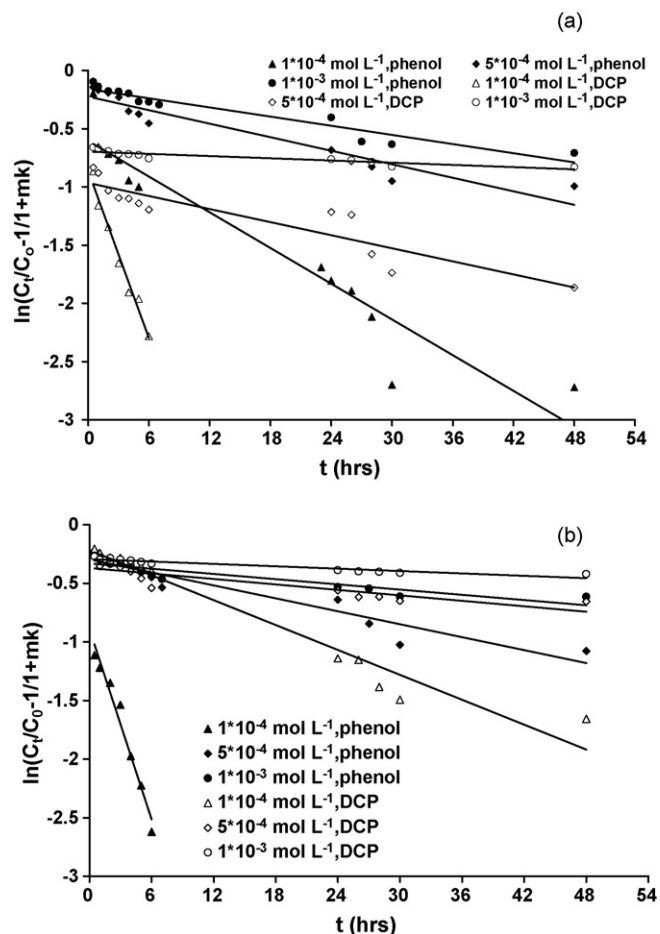 (a)
▲ 1*10⁻⁴ mol L⁻¹,phenol ◆ 5*10⁻⁴ mol L⁻¹,phenol
● 1*10⁻³ mol L⁻¹,phenol △ 1*10⁻⁴ mol L⁻¹,DCP
◇ 5*10⁻⁴ mol L⁻¹,DCP ○ 1*10⁻³ mol L⁻¹,DCP
0
-0.5
-1
-1.5
-2
-2.5
-3
ln(Cₜ/Cₒ-1/1+mk)
0 6 12 18 24 30 36 42 48 54
t (hrs)
(b)
0
-0.5
-1
-1.5
-2
-2.5
-3
ln(Cₜ/C₀-1/1+mk)
▲ 1*10⁻⁴ mol L⁻¹,phenol
◆ 5*10⁻⁴ mol L⁻¹,phenol
● 1*10⁻³ mol L⁻¹,phenol
△ 1*10⁻⁴ mol L⁻¹,DCP
◇ 5*10⁻⁴ mol L⁻¹,DCP
○ 1*10⁻³ mol L⁻¹,DCP
0 6 12 18 24 30 36 42 48 54
t (hrs)